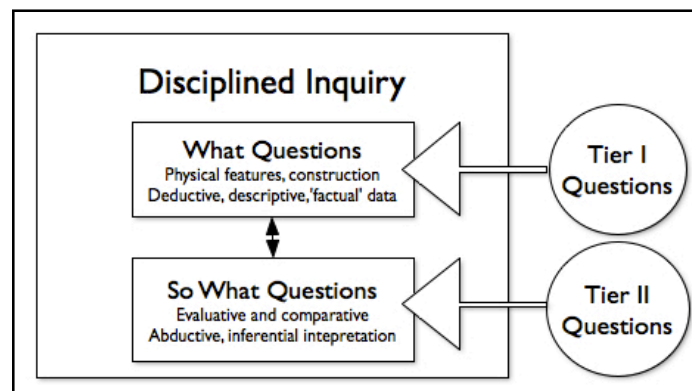 Disciplined Inquiry
What Questions
Physical features, construction
Deductive, descriptive,'factual' data
Tier I
Questions
So What Questions
Evaluative and comparative
Abductive, inferential intepretation
Tier II
Questions